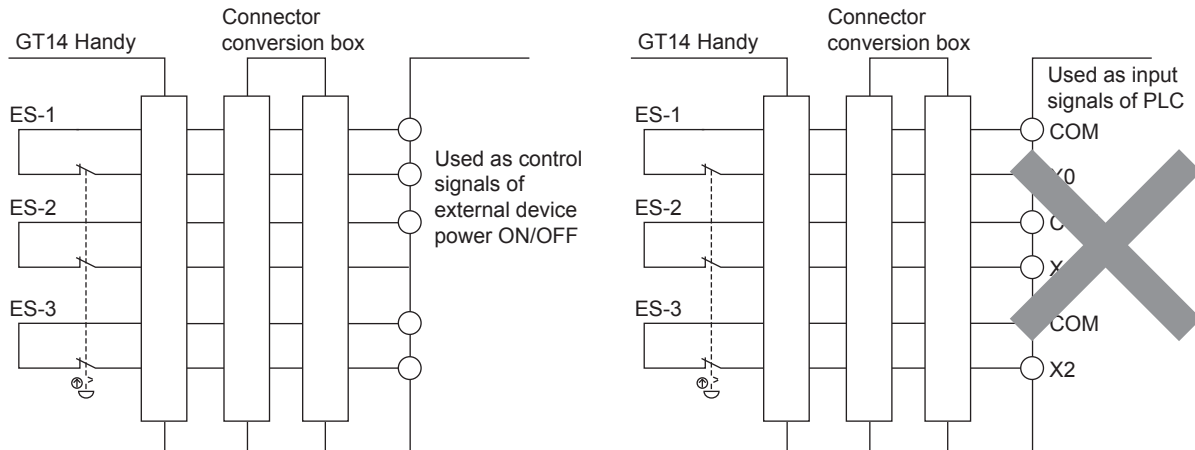 Connector
conversion box
GT14 Handy
ES-1
ES-2
ES-3
Used as control
signals of
external device
power ON/OFF
Connector
conversion box
GT14 Handy
Used as input
signals of PLC
ES-1
COM
ES-2
ES-3
COM
X2